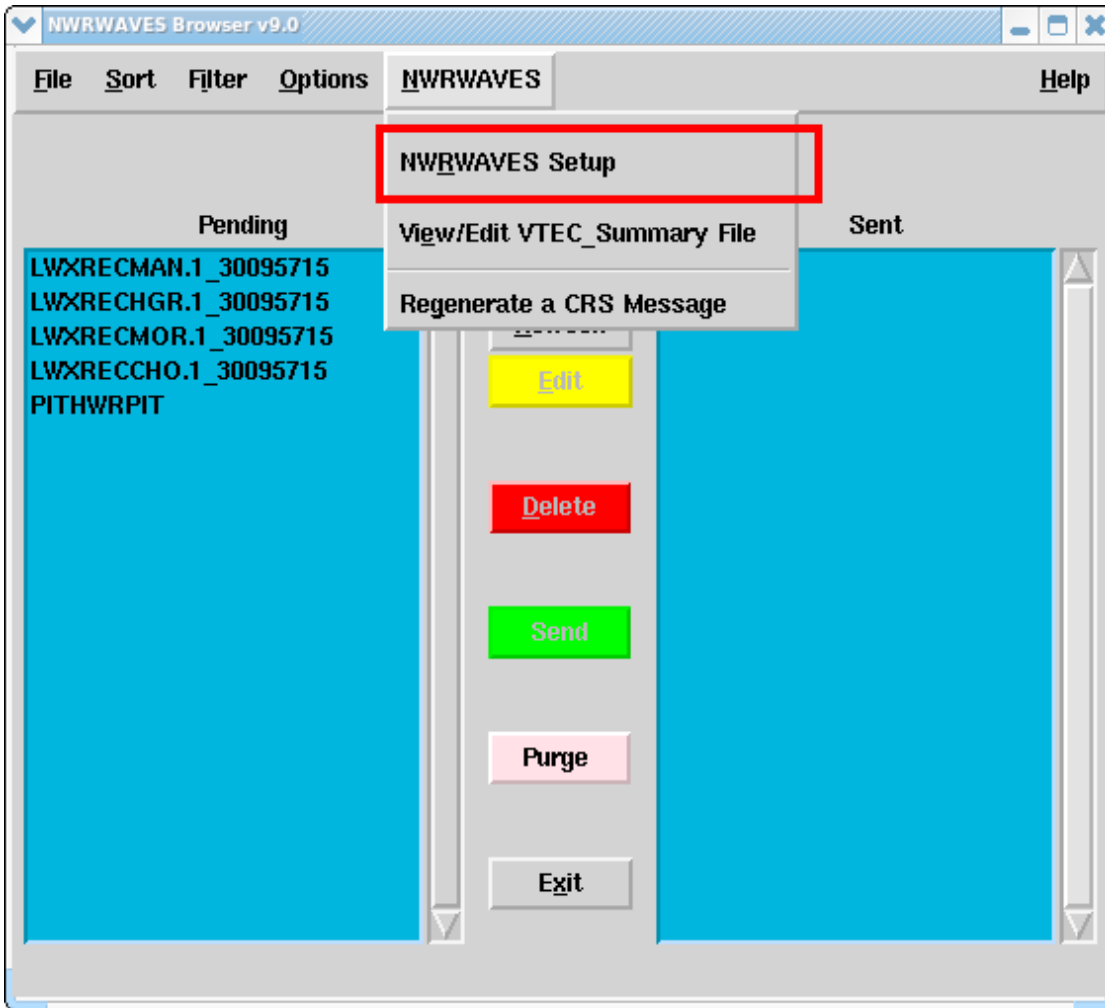 NWRWAVES Browser v9.0
File Sort Filter Options NWRWAVES Help
NWRWAVES Setup
View/Edit VTEC_Summary File
Regenerate a CRS Message
Pending
LWXRECMAN.1_30095715
LWXRECHGR.1_30095715
LWXRECMOR.1_30095715
LWXRECCHO.1_30095715
PITHWRPIT
Edit
Delete
Send
Purge
Exit
Sent